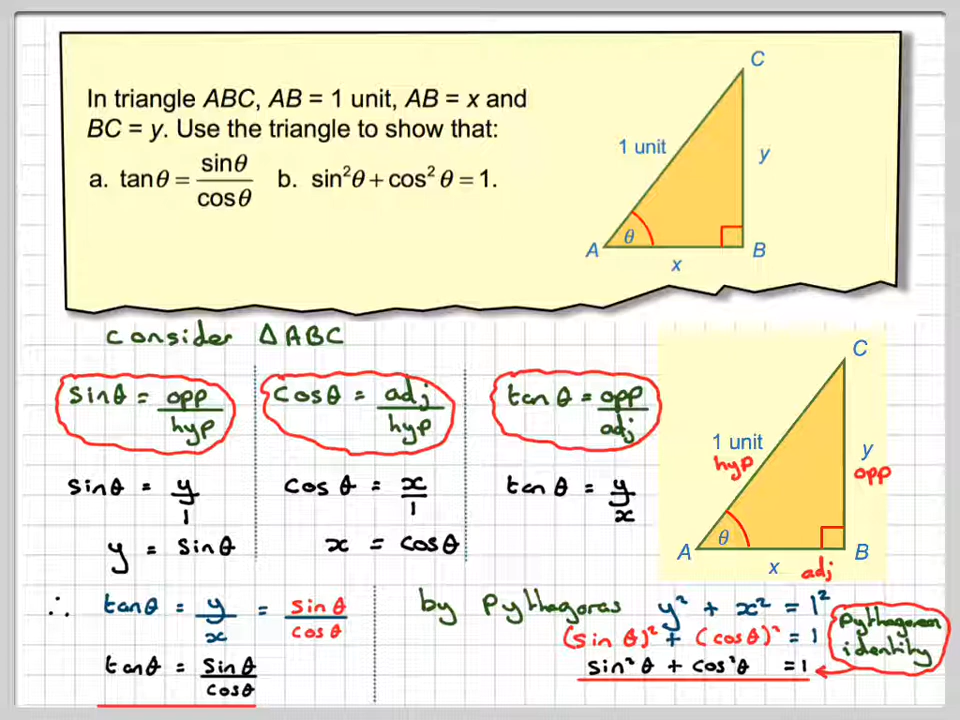 In triangle ABC, AB = 1 unit, AB = x and
BC = y. Use the triangle to show that:
a. tanθ = sinθ/cosθ b. sin²θ + cos²θ = 1.
C
1 unit
y
θ
A
B
x
consider ΔABC
sinθ = opp/hyp
cosθ = adj/hyp
tanθ = opp/adj
sinθ = y/1
cosθ = x/1
tanθ = y/x
y = sinθ
x = cosθ
C
1 unit
hyp
y
opp
θ
A
B
x
adj
∴ tanθ = y/x = sinθ/cosθ
tanθ = sinθ/cosθ
by Pythagoras y² + x² = 1²
(sinθ)² + (cosθ)² = 1
sin²θ + cos²θ = 1
Pythagorean
identity